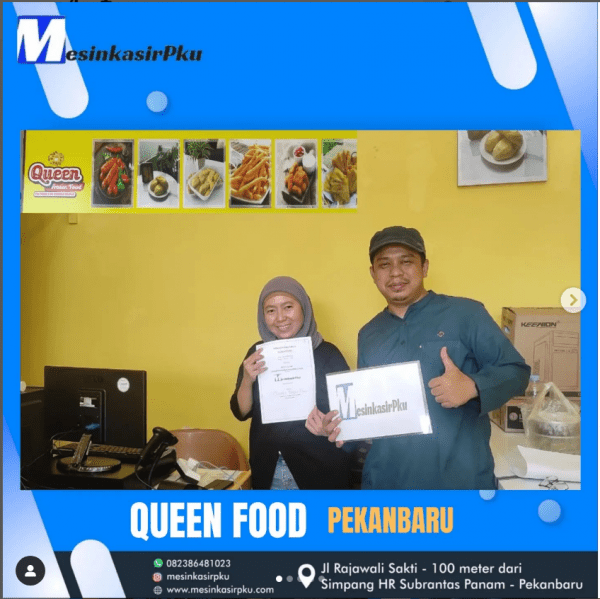 MesinkasirPku
Queen
MesinkasirPku
QUEEN FOOD PEKANBARU
082386481023
mesinkasirpku
www.mesinkasirpku.com
Jl Rajawali Sakti - 100 meter dari
Simpang HR Subrantas Panam - Pekanbaru